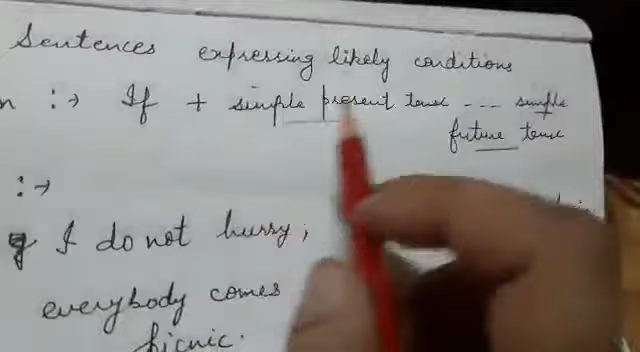 Sentences expressing likely conditions
n :→ If + simple present tense --- simple
future tense
:→
I do not hurry;
everybody comes
picnic.